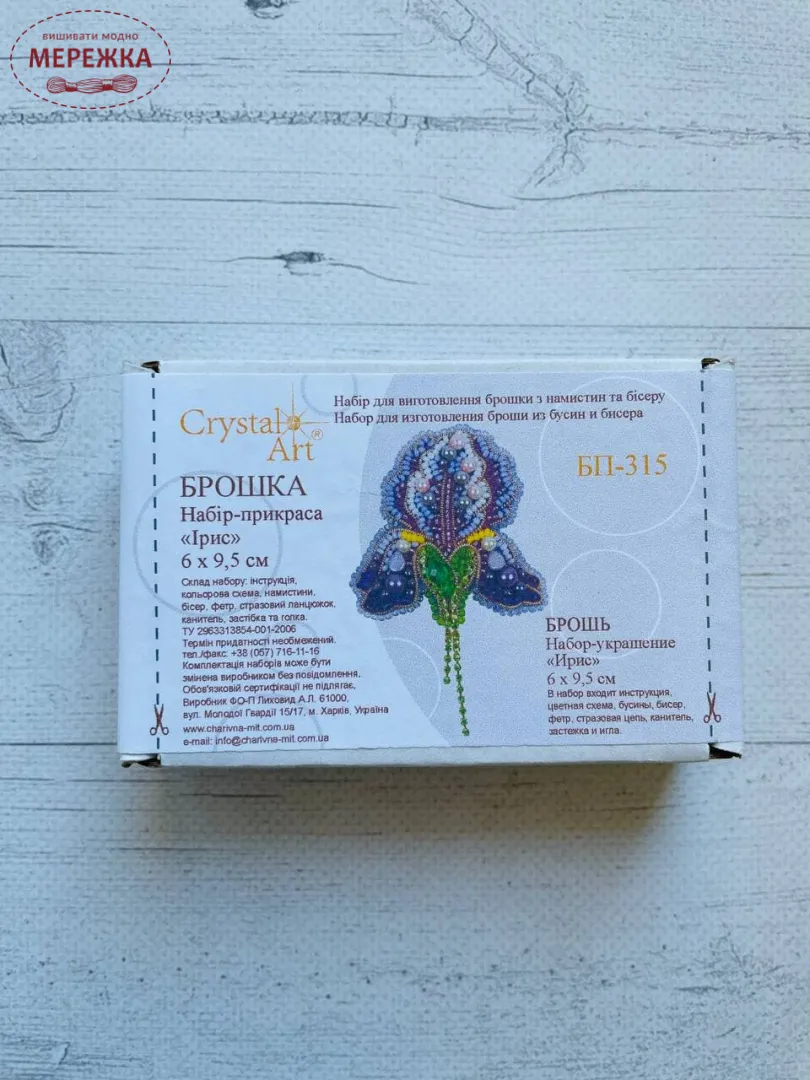 вишивати модно
МЕРЕЖКА
Crystal
Art®
Набір для виготовлення брошки з намистин та бісеру
Набор для изготовления броши из бусин и бисера
БП-315
БРОШКА
Набір-прикраса
«Ірис»
6 х 9,5 см
Склад набору: інструкція,
кольорова схема, намистини,
бісер, фетр, стразовий ланцюжок,
канитель, застібка та голка.
ТУ 2963313854-001-2006
Термін придатності необмежений.
тел./факс: +38 (057) 716-11-16
Комплектація наборів може бути
змінена виробником без повідомлення.
Обов'язковій сертифікації не підлягає.
Виробник ФО-П Лиховид А.Л. 61000,
вул. Молодої Гвардії 15/17, м. Харків, Україна
www.charivna-mit.com.ua
e-mail: info@charivna-mit.com.ua
БРОШЬ
Набор-украшение
«Ирис»
6 х 9,5 см
В набор входит инструкция,
цветная схема, бусины, бисер,
фетр, стразовая цепь, канитель,
застежка и игла.